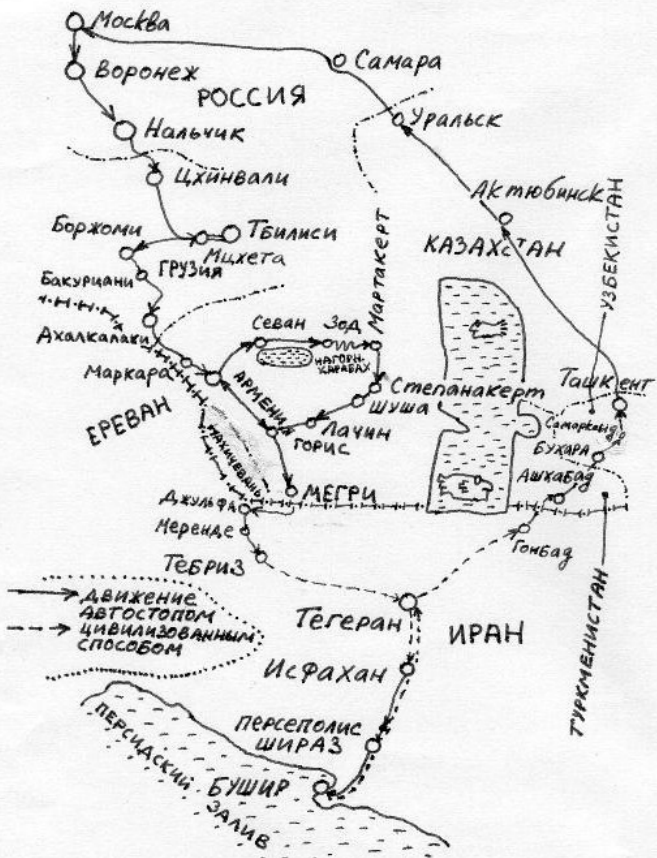 Москва
Самара
Воронеж
РОССИЯ
Уральск
Нальчик
Цхинвали
Актюбинск
УЗБЕКИСТАН
Боржоми
Тбилиси
Мцхета
КАЗАХСТАН
ГРУЗИЯ
Мартакерт
Бакуриани
Севан
Зод
Ахалкалаки
НАГОРН.
КАРАБАХ
Маркара
АРМЕНИЯ
Степанакерт
Ташкент
ШУША
Самарканд
ЕРЕВАН
Лачин
ГОРИС
БУХАРА
НАХИЧЕВАНЬ
МЕГРИ
Ашхабад
Джульфа
Меренде
Гонбад
Тебриз
ТУРКМЕНИСТАН
ДВИЖЕНИЕ
АВТОСТОПОМ
ЦИВИЛИЗОВАННЫМ
СПОСОБОМ
Тегеран
ИРАН
Исфахан
ПЕРСЕПОЛИС
ШИРАЗ
ПЕРСИДСКИЙ
ЗАЛИВ
БУШИР